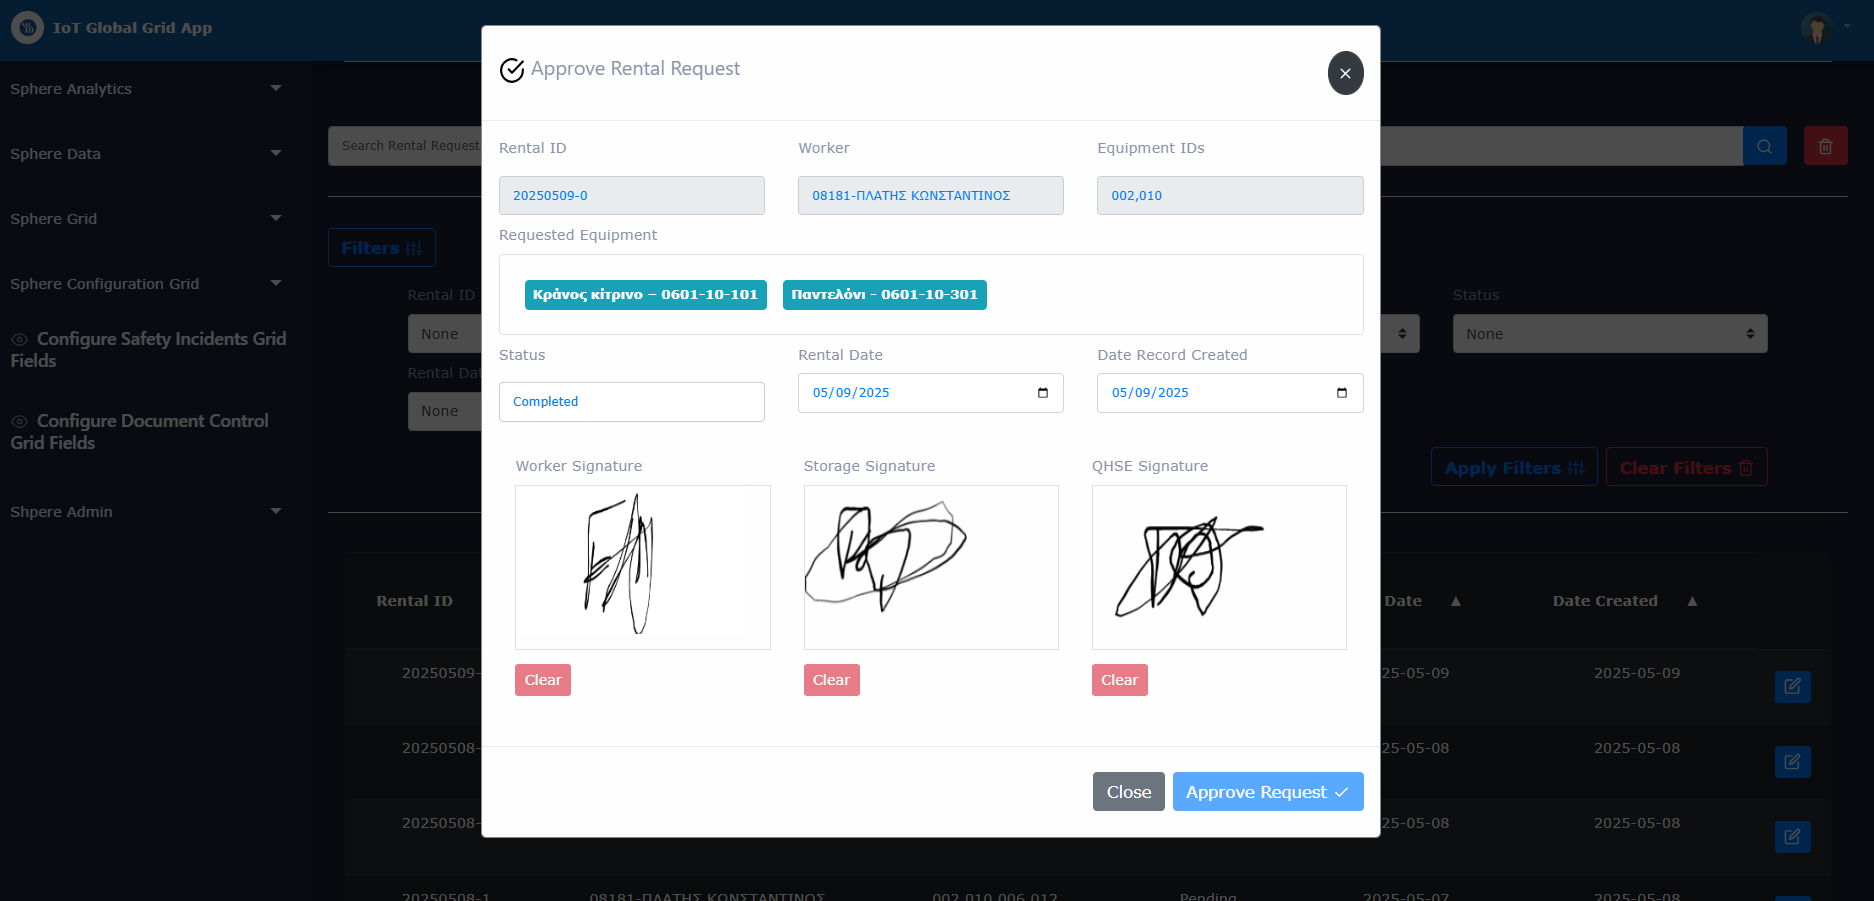 IoT Global Grid App
Sphere Analytics
Sphere Data
Sphere Grid
Sphere Configuration Grid
Configure Safety Incidents Grid
Fields
Configure Document Control
Grid Fields
Shpere Admin
Search Rental Request
Filters
Rental ID
None
Rental Dat
None
Status
None
Apply Filters
Clear Filters
Rental ID
Date ▲
Date Created ▲
20250509-
25-05-09
2025-05-09
20250508-
25-05-08
2025-05-08
20250508-
25-05-08
2025-05-08
20250508-1
08181-ΠΛΑΤΗΣ ΚΩΝΣΤΑΝΤΙΝΟΣ
002,010,006,012
Pending
2025-05-07
2025-05-08
Approve Rental Request
Rental ID
Worker
Equipment IDs
20250509-0
08181-ΠΛΑΤΗΣ ΚΩΝΣΤΑΝΤΙΝΟΣ
002,010
Requested Equipment
Κράνος κίτρινο – 0601-10-101
Παντελόνι - 0601-10-301
Status
Rental Date
Date Record Created
Completed
05/09/2025
05/09/2025
Worker Signature
Storage Signature
QHSE Signature
Clear
Clear
Clear
Close
Approve Request